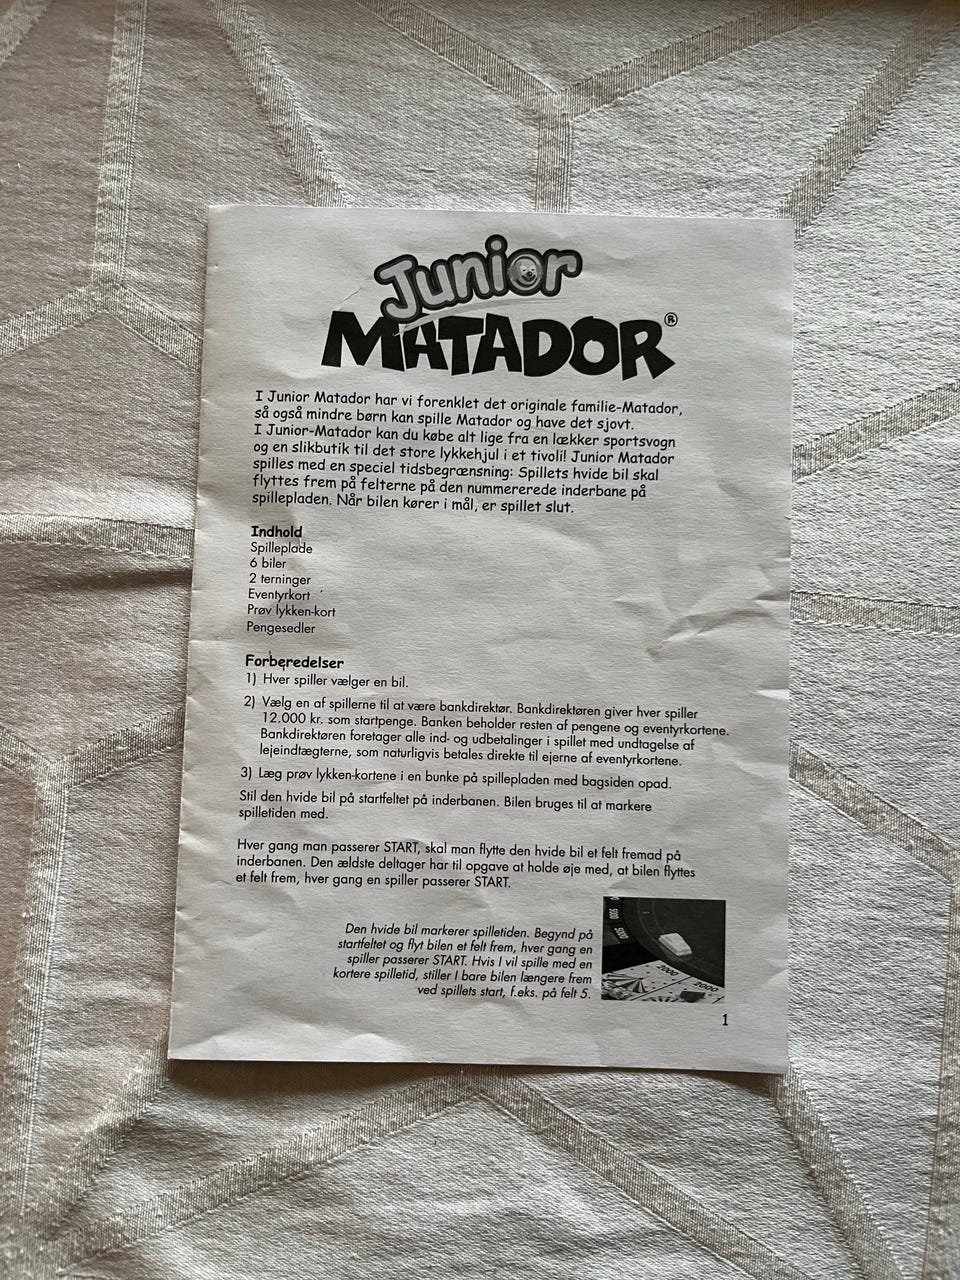 Junior
MATADOR®
I Junior Matador har vi forenklet det originale familie-Matador,
så også mindre børn kan spille Matador og have det sjovt.
I Junior-Matador kan du købe alt lige fra en lækker sportsvogn
og en slikbutik til det store lykkehjul i et tivoli! Junior Matador
spilles med en speciel tidsbegrænsning: Spillets hvide bil skal
flyttes frem på felterne på den nummererede inderbane på
spillepladen. Når bilen kører i mål, er spillet slut.
Indhold
Spilleplade
6 biler
2 terninger
Eventyrkort
Prøv lykken-kort
Pengesedler
Forberedelser
1) Hver spiller vælger en bil.
2) Vælg en af spillerne til at være bankdirektør. Bankdirektøren giver hver spiller
12.000 kr. som startpenge. Banken beholder resten af pengene og eventyrkortene.
Bankdirektøren foretager alle ind- og udbetalinger i spillet med undtagelse af
lejeindtægterne, som naturligvis betales direkte til ejerne af eventyrkortene.
3) Læg prøv lykken-kortene i en bunke på spillepladen med bagsiden opad.
Stil den hvide bil på startfeltet på inderbanen. Bilen bruges til at markere
spilletiden med.
Hver gang man passerer START, skal man flytte den hvide bil et felt fremad på
inderbanen. Den ældste deltager har til opgave at holde øje med, at bilen flyttes
et felt frem, hver gang en spiller passerer START.
Den hvide bil markerer spilletiden. Begynd på
startfeltet og flyt bilen et felt frem, hver gang en
spiller passerer START. Hvis I vil spille med en
kortere spilletid, stiller I bare bilen længere frem
ved spillets start, f.eks. på felt 5.
2000
2000
1